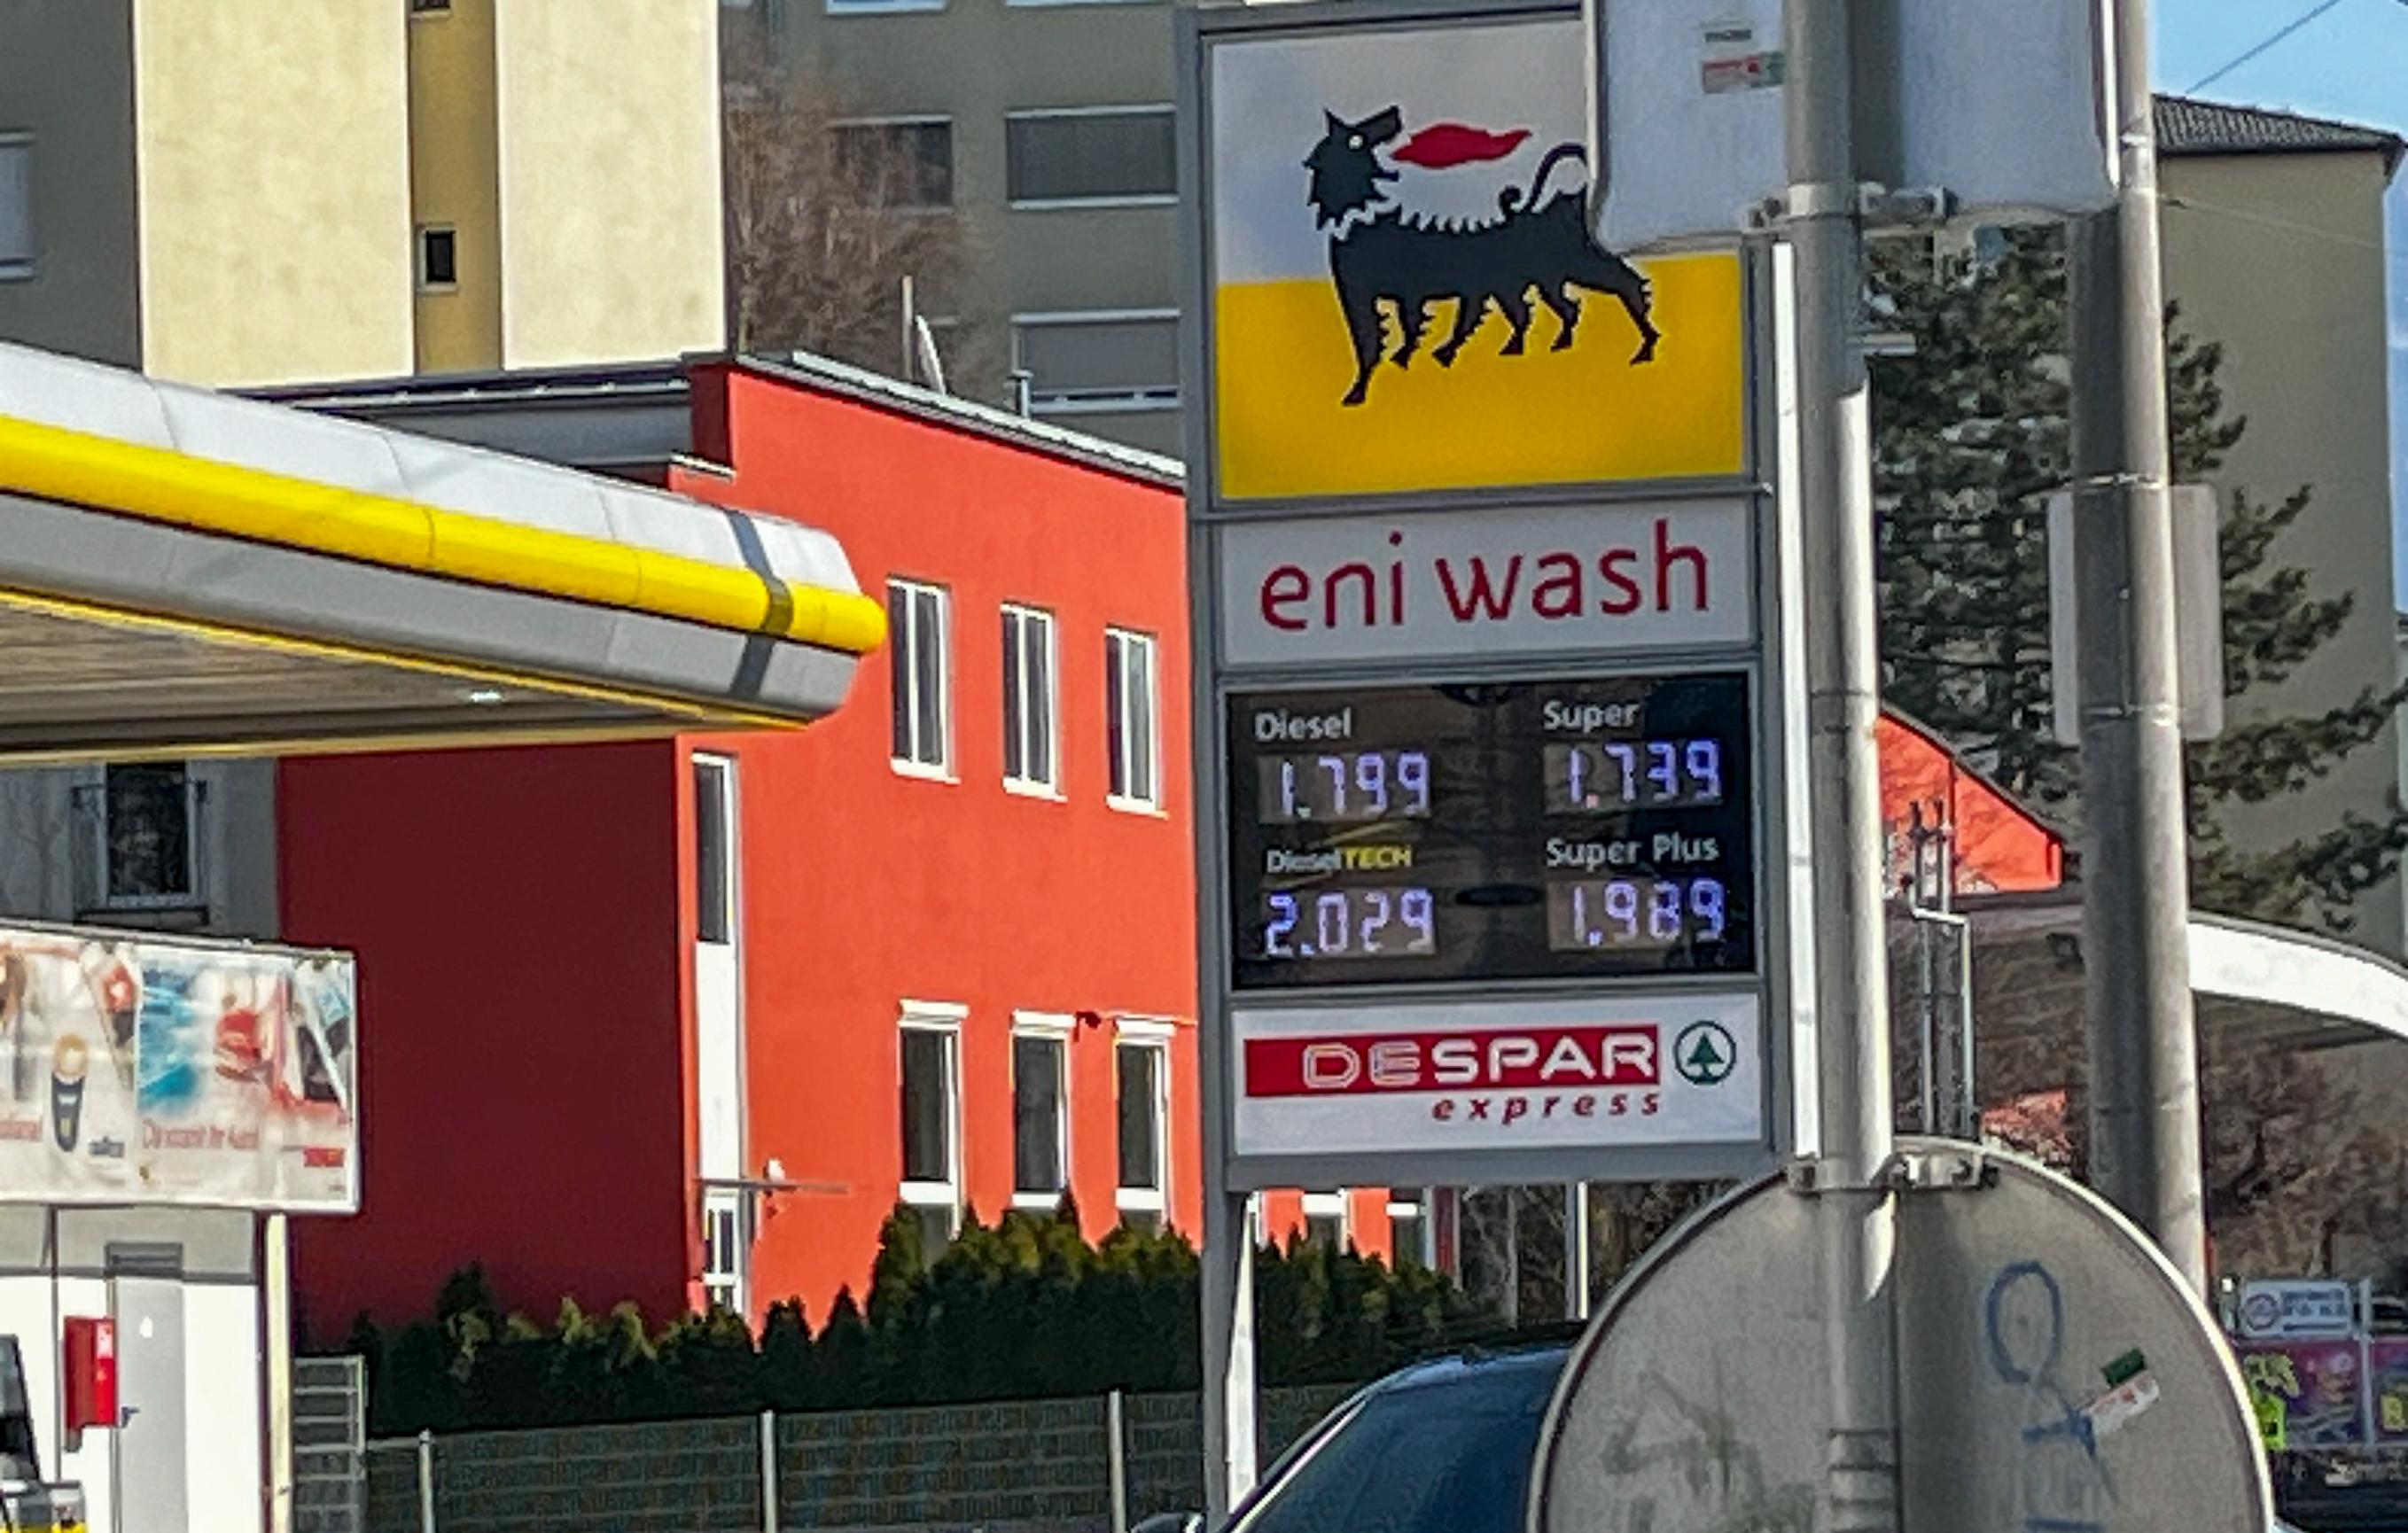 eni wash
Diesel Super
1.799 1.739
DieselTECH Super Plus
2.029 1.989
DESPAR
express